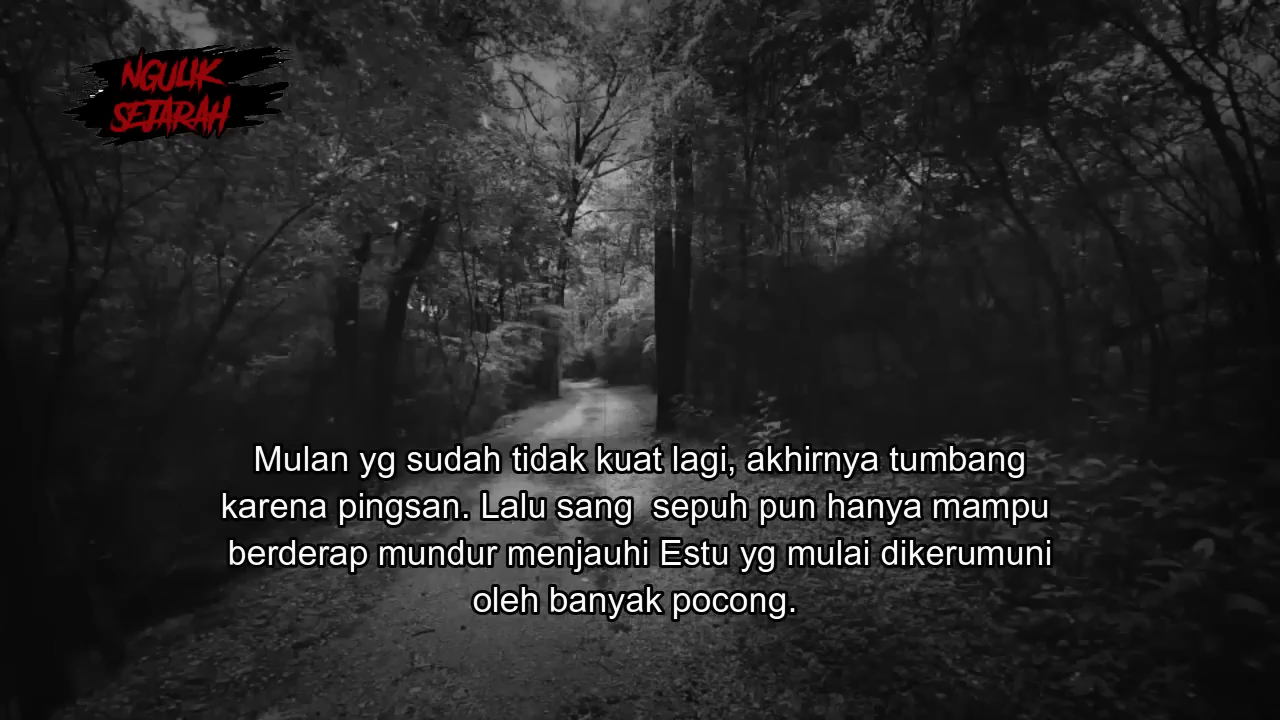 NGULIK
SEJARAH
Mulan yg sudah tidak kuat lagi, akhirnya tumbang
karena pingsan. Lalu sang  sepuh pun hanya mampu
berderap mundur menjauhi Estu yg mulai dikerumuni
oleh banyak pocong.